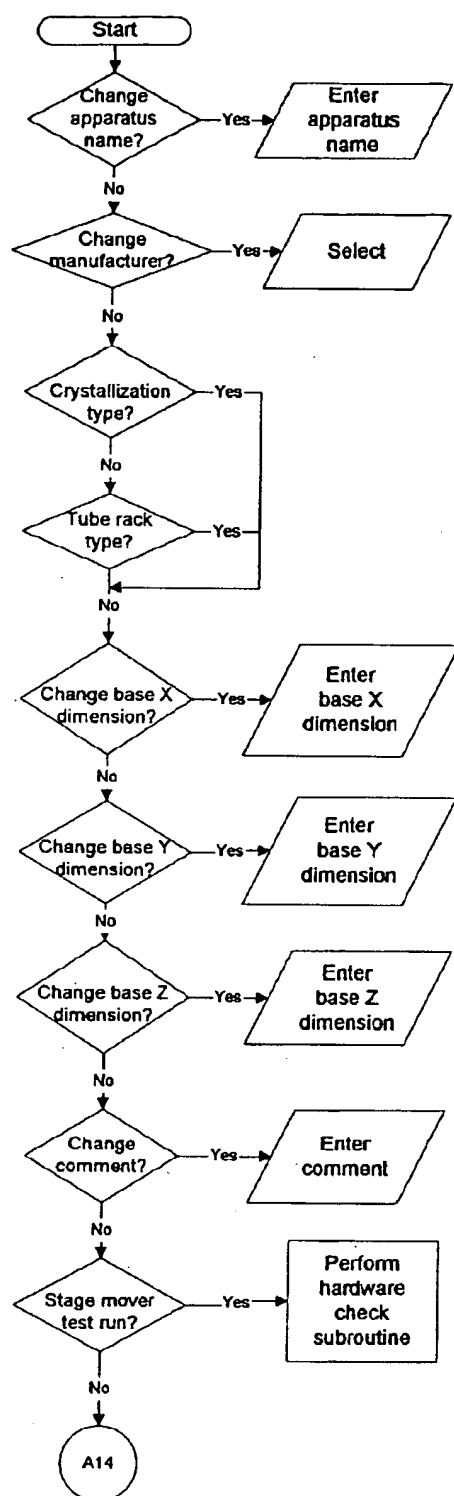 Start
Change
apparatus
name?
Yes
Enter
apparatus
name
No
Change
manufacturer?
Yes
Select
No
Crystallization
type?
Yes
No
Tube rack
type?
Yes
No
Change base X
dimension?
Yes
Enter
base X
dimension
No
Change base Y
dimension?
Yes
Enter
base Y
dimension
No
Change base Z
dimension?
Yes
Enter
base Z
dimension
No
Change
comment?
Yes
Enter
comment
No
Stage mover
test run?
Yes
Perform
hardware
check
subroutine
No
A14